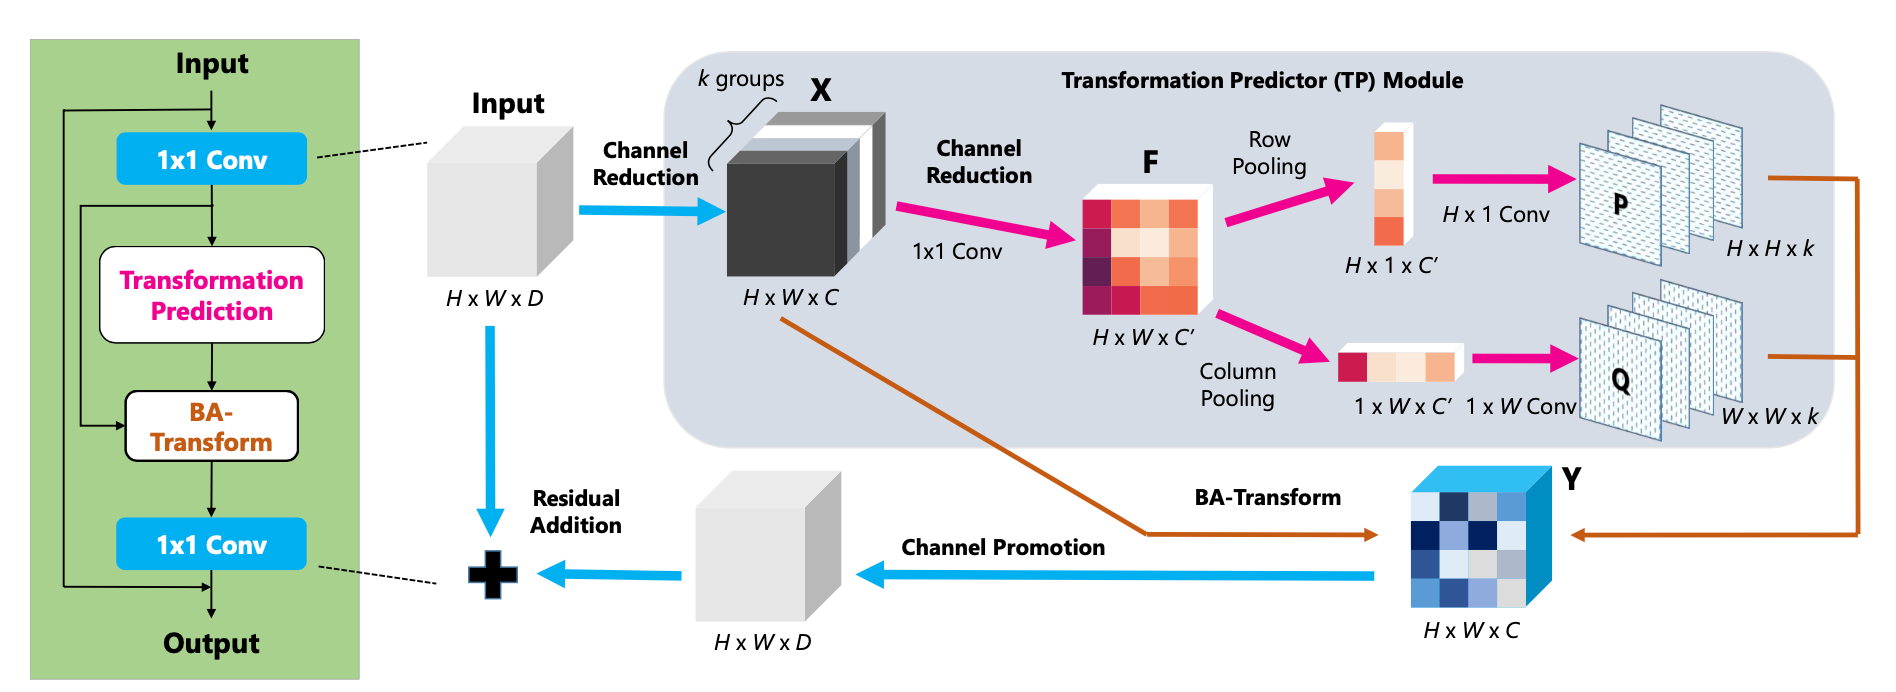 Input
1x1 Conv
Transformation
Prediction
BA-
Transform
1x1 Conv
Output
Input
H x W x D
Channel
Reduction
Transformation Predictor (TP) Module
k groups
X
H x W x C
Channel
Reduction
1x1 Conv
F
H x W x C’
Row
Pooling
H x 1 x C’
H x 1 Conv
P
H x H x k
Column
Pooling
1 x W x C’
1 x W Conv
Q
W x W x k
BA-Transform
Y
H x W x C
Channel Promotion
H x W x D
Residual
Addition